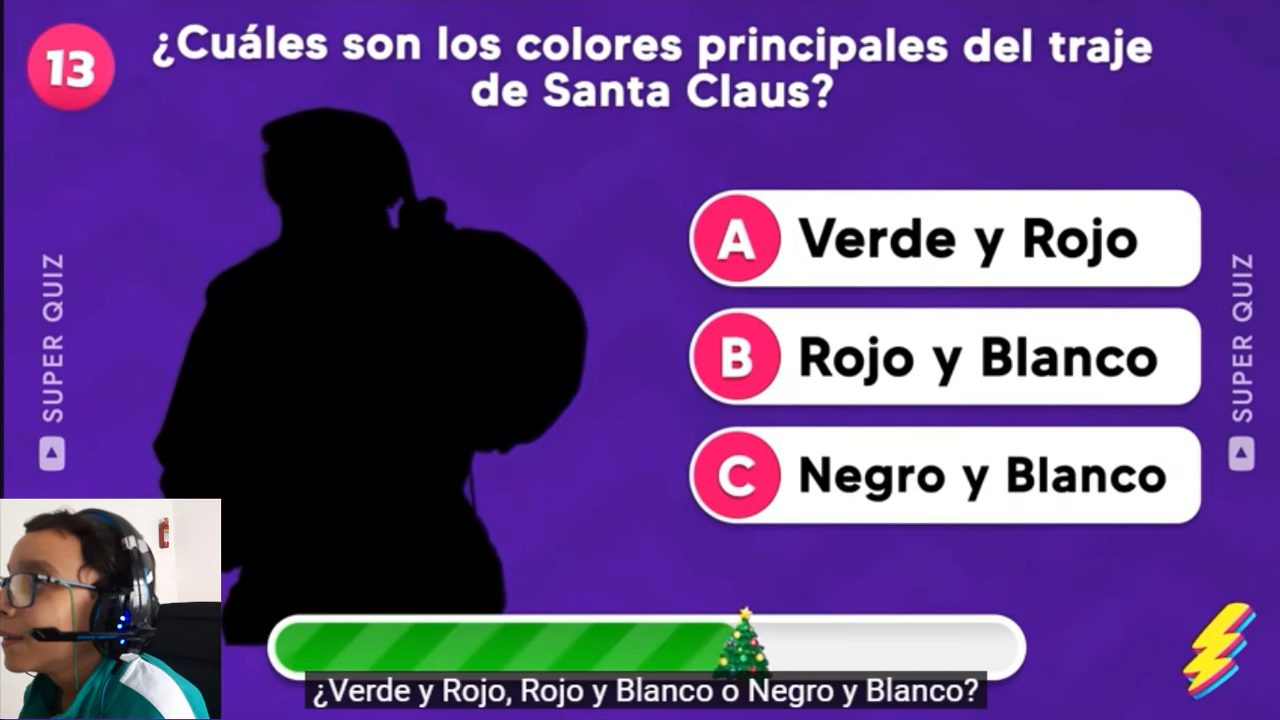 13
¿Cuáles son los colores principales del traje
de Santa Claus?
SUPER QUIZ
A Verde y Rojo
B Rojo y Blanco
C Negro y Blanco
SUPER QUIZ
¿Verde y Rojo, Rojo y Blanco o Negro y Blanco?